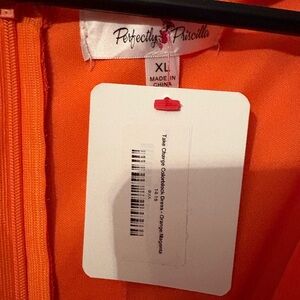 Perfectly Priscilla
XL
MADE IN
CHINA
Take Charge Colorblock Dress - Orange/Magenta